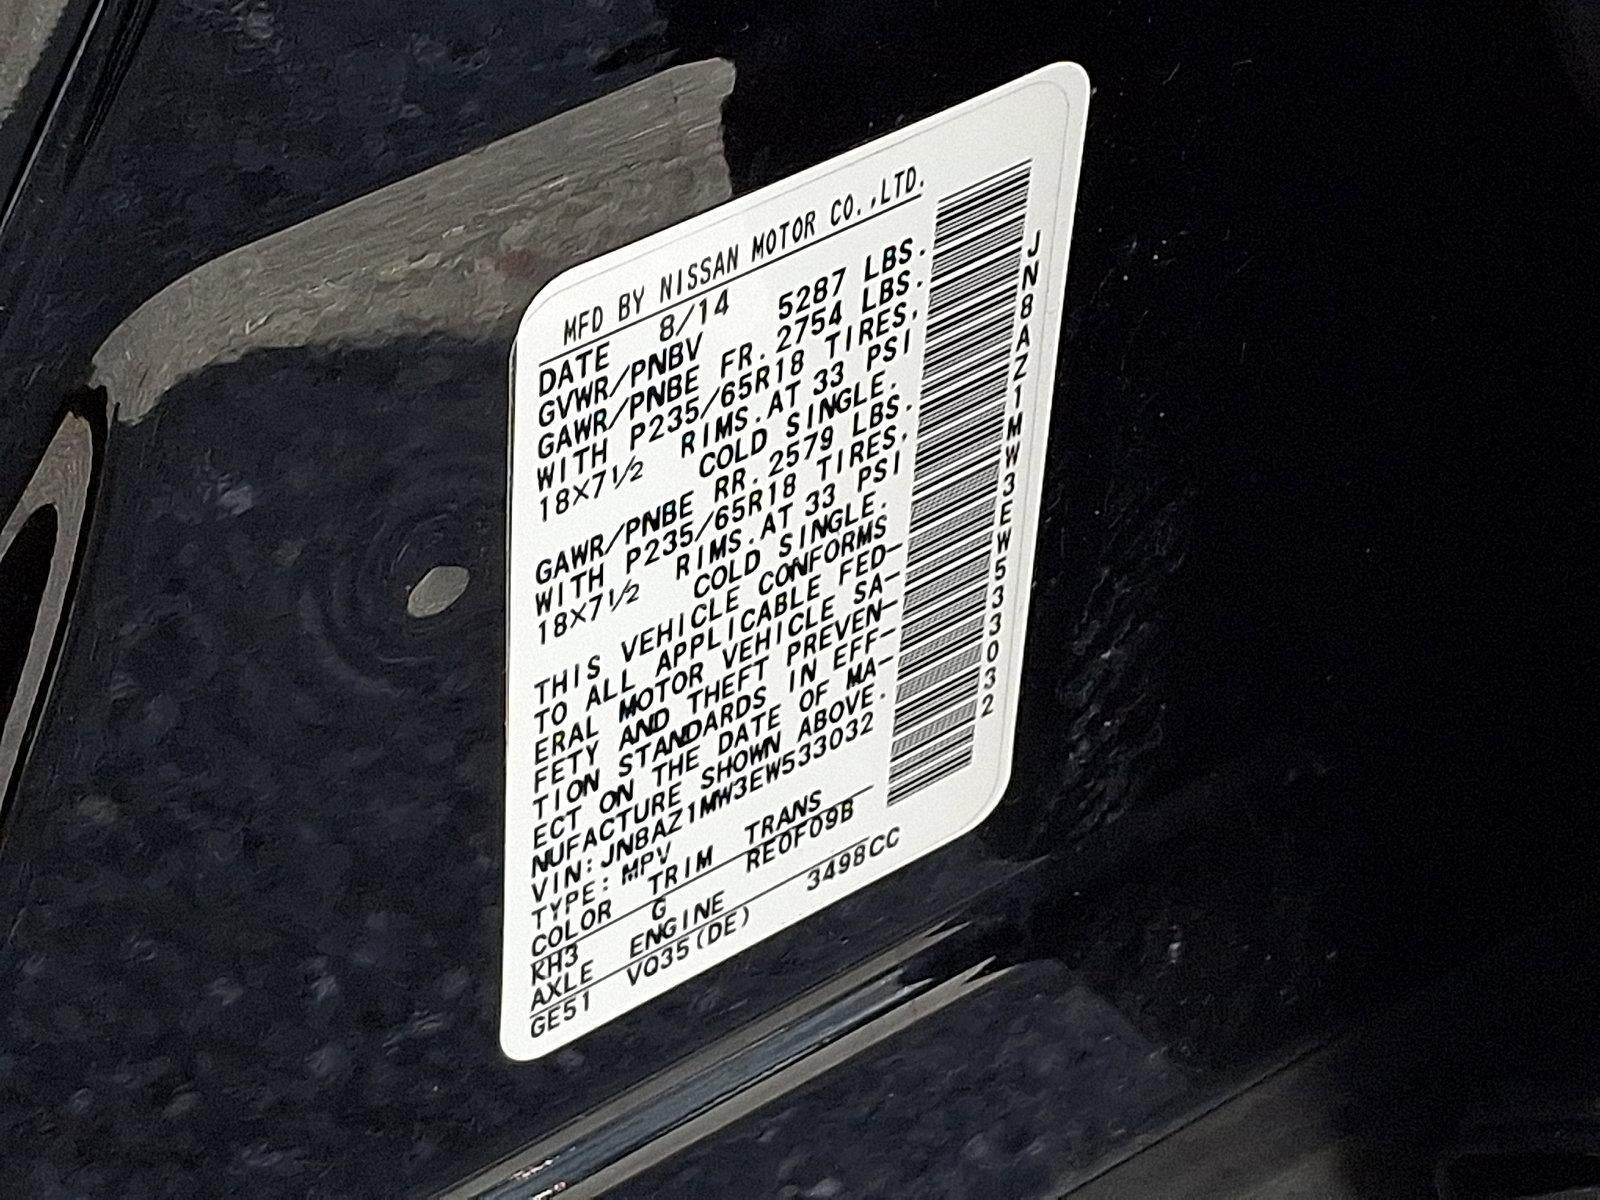 MFD BY NISSAN MOTOR CO.,LTD.
DATE 8/14
GVWR/PNBV 5287 LBS.
GAWR/PNBE FR. 2754 LBS.
WITH P235/65R18 TIRES.
18X7 1/2 RIMS. AT 33 PSI
COLD SINGLE.
GAWR/PNBE RR. 2579 LBS.
WITH P235/65R18 TIRES.
18X7 1/2 RIMS. AT 33 PSI
COLD SINGLE.
THIS VEHICLE CONFORMS
TO ALL APPLICABLE FED-
ERAL MOTOR VEHICLE SA-
FETY AND THEFT PREVEN-
TION STANDARDS IN EFF-
ECT ON THE DATE OF MA-
NUFACTURE SHOWN ABOVE.
VIN: JN8AZ1MW3EW533032
TYPE: MPV
COLOR TRIM TRANS
KH3 G RE0F09B
AXLE ENGINE
GE51 VQ35(DE) 3498CC
JN8AZ1MW3EW533032